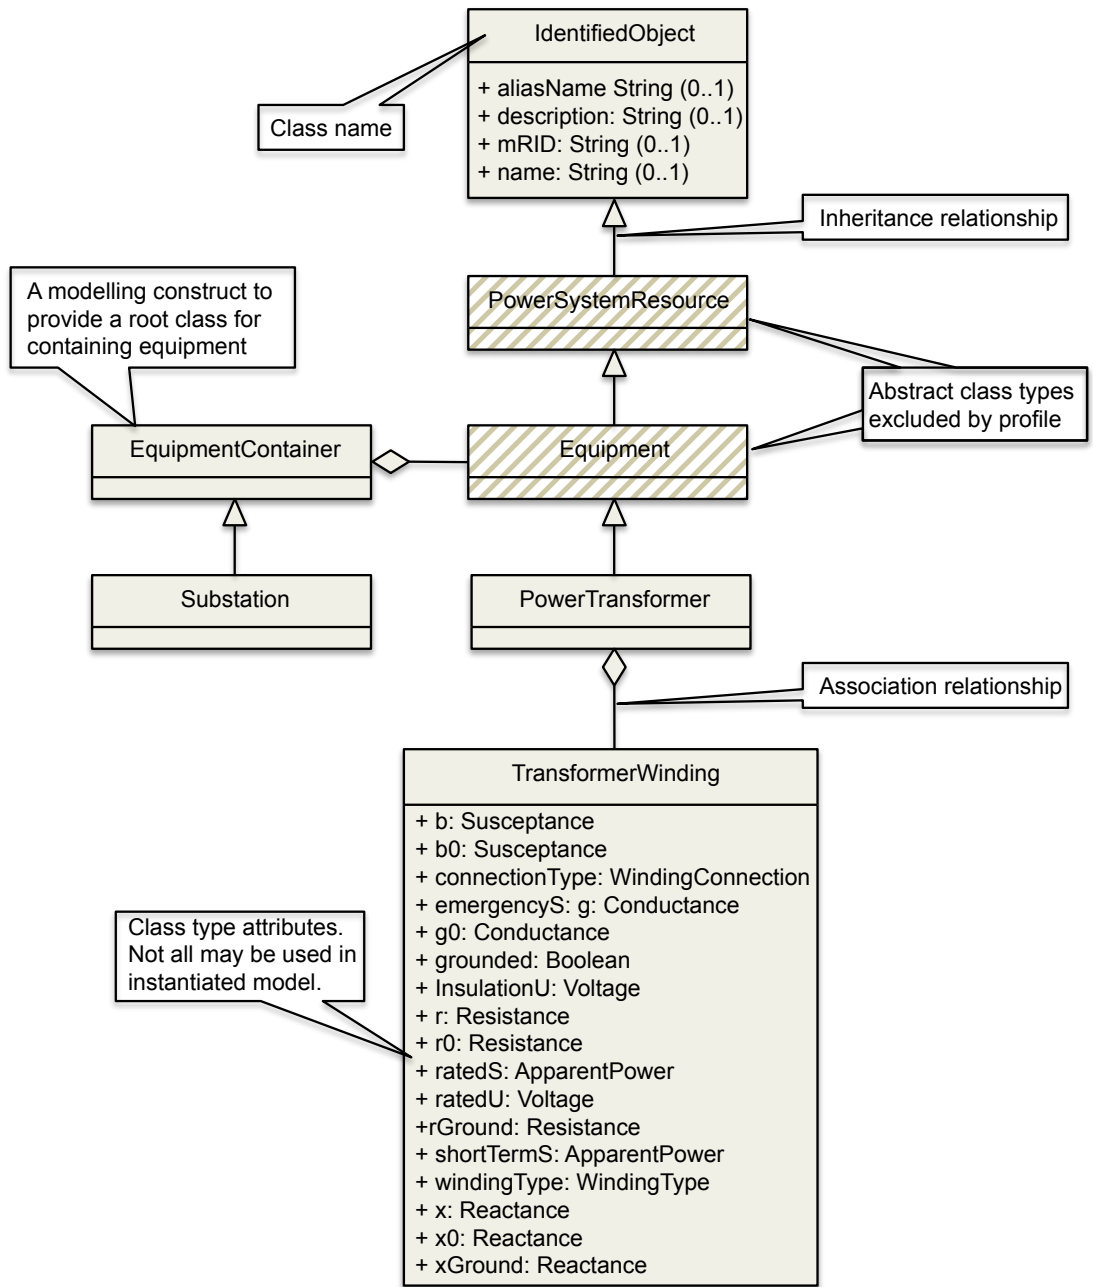 IdentifiedObject
+ aliasName String (0..1)
+ description: String (0..1)
+ mRID: String (0..1)
+ name: String (0..1)
Class name
Inheritance relationship
PowerSystemResource
A modelling construct to
provide a root class for
containing equipment
Abstract class types
excluded by profile
EquipmentContainer
Equipment
Substation
PowerTransformer
Association relationship
TransformerWinding
+ b: Susceptance
+ b0: Susceptance
+ connectionType: WindingConnection
+ emergencyS: g: Conductance
+ g0: Conductance
+ grounded: Boolean
+ InsulationU: Voltage
+ r: Resistance
+ r0: Resistance
+ ratedS: ApparentPower
+ ratedU: Voltage
+rGround: Resistance
+ shortTermS: ApparentPower
+ windingType: WindingType
+ x: Reactance
+ x0: Reactance
+ xGround: Reactance
Class type attributes.
Not all may be used in
instantiated model.